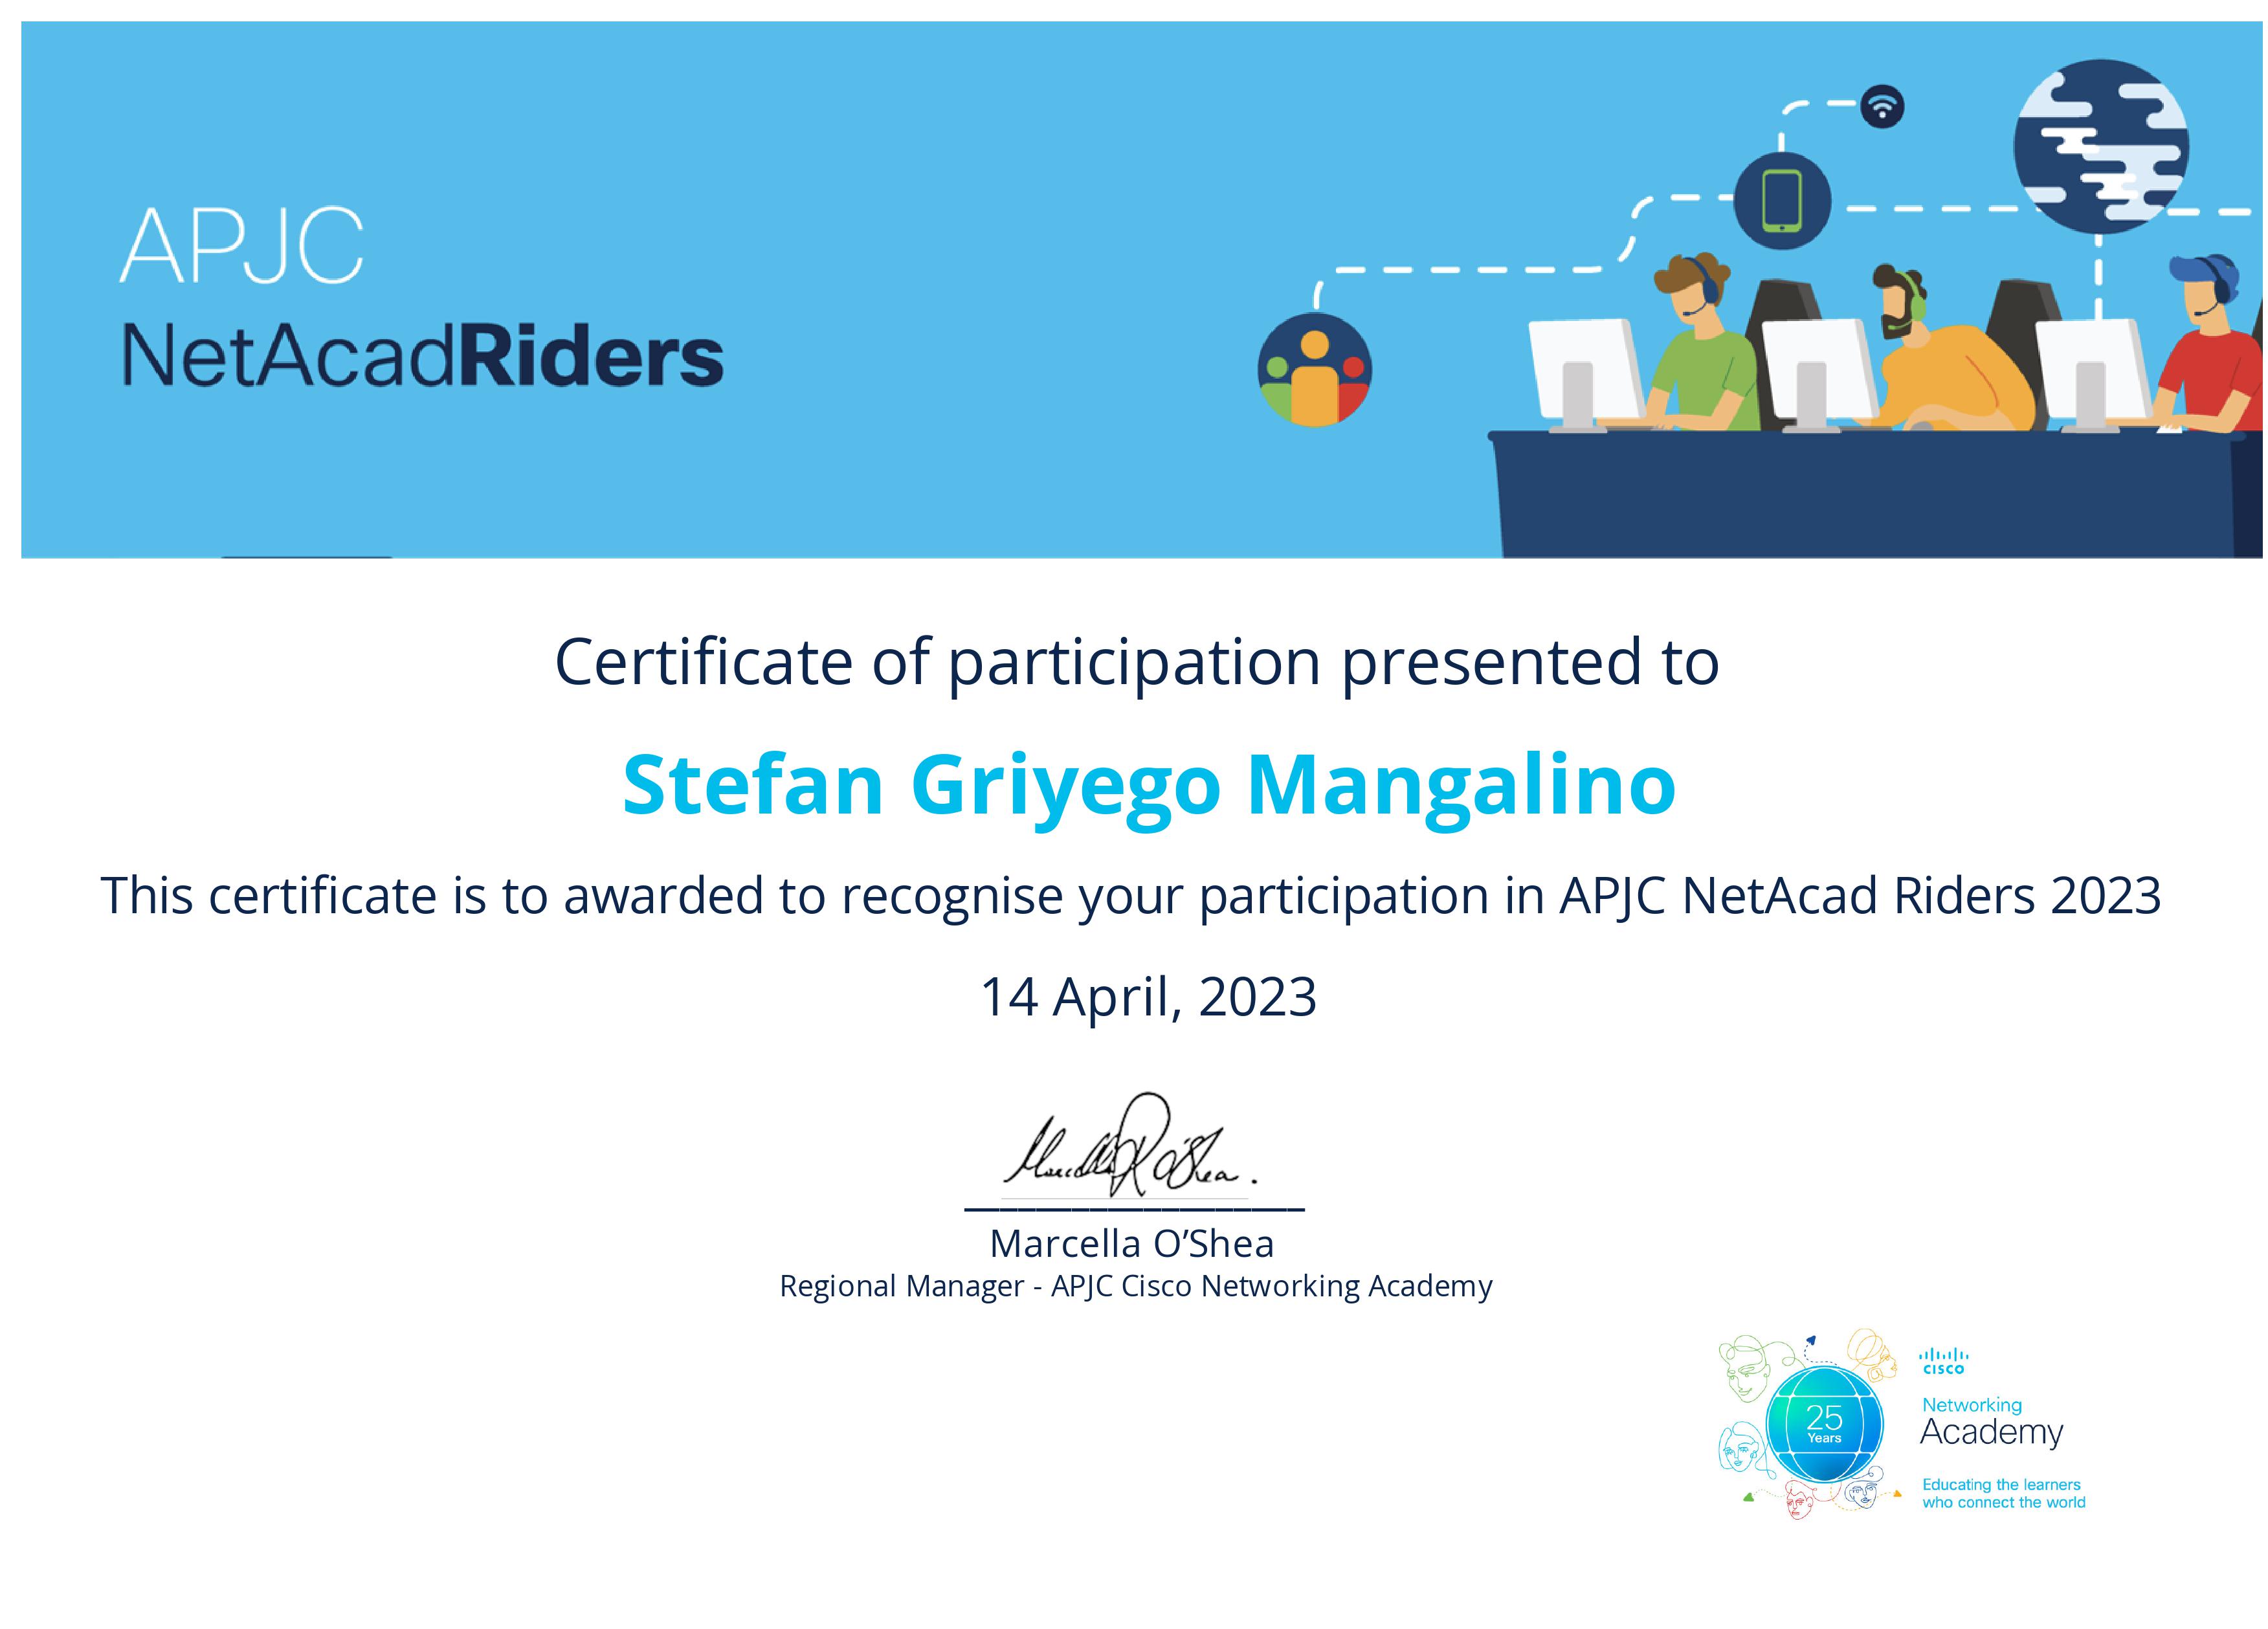 APJC
NetAcadRiders
Certificate of participation presented to
Stefan Griyego Mangalino
This certificate is to awarded to recognise your participation in APJC NetAcad Riders 2023
14 April, 2023
Marcella O'Shea.
Marcella O’Shea
Regional Manager - APJC Cisco Networking Academy
25
Years
CISCO
Networking
Academy
Educating the learners
who connect the world